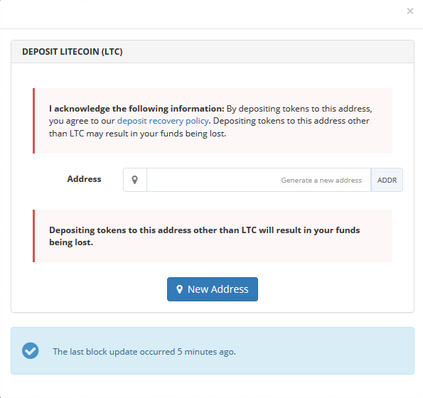 ×
DEPOSIT LITECOIN (LTC)
I acknowledge the following information: By depositing tokens to this address,
you agree to our deposit recovery policy. Depositing tokens to this address other
than LTC may result in your funds being lost.
Address
Generate a new address
ADDR
Depositing tokens to this address other than LTC will result in your funds
being lost.
New Address
The last block update occurred 5 minutes ago.